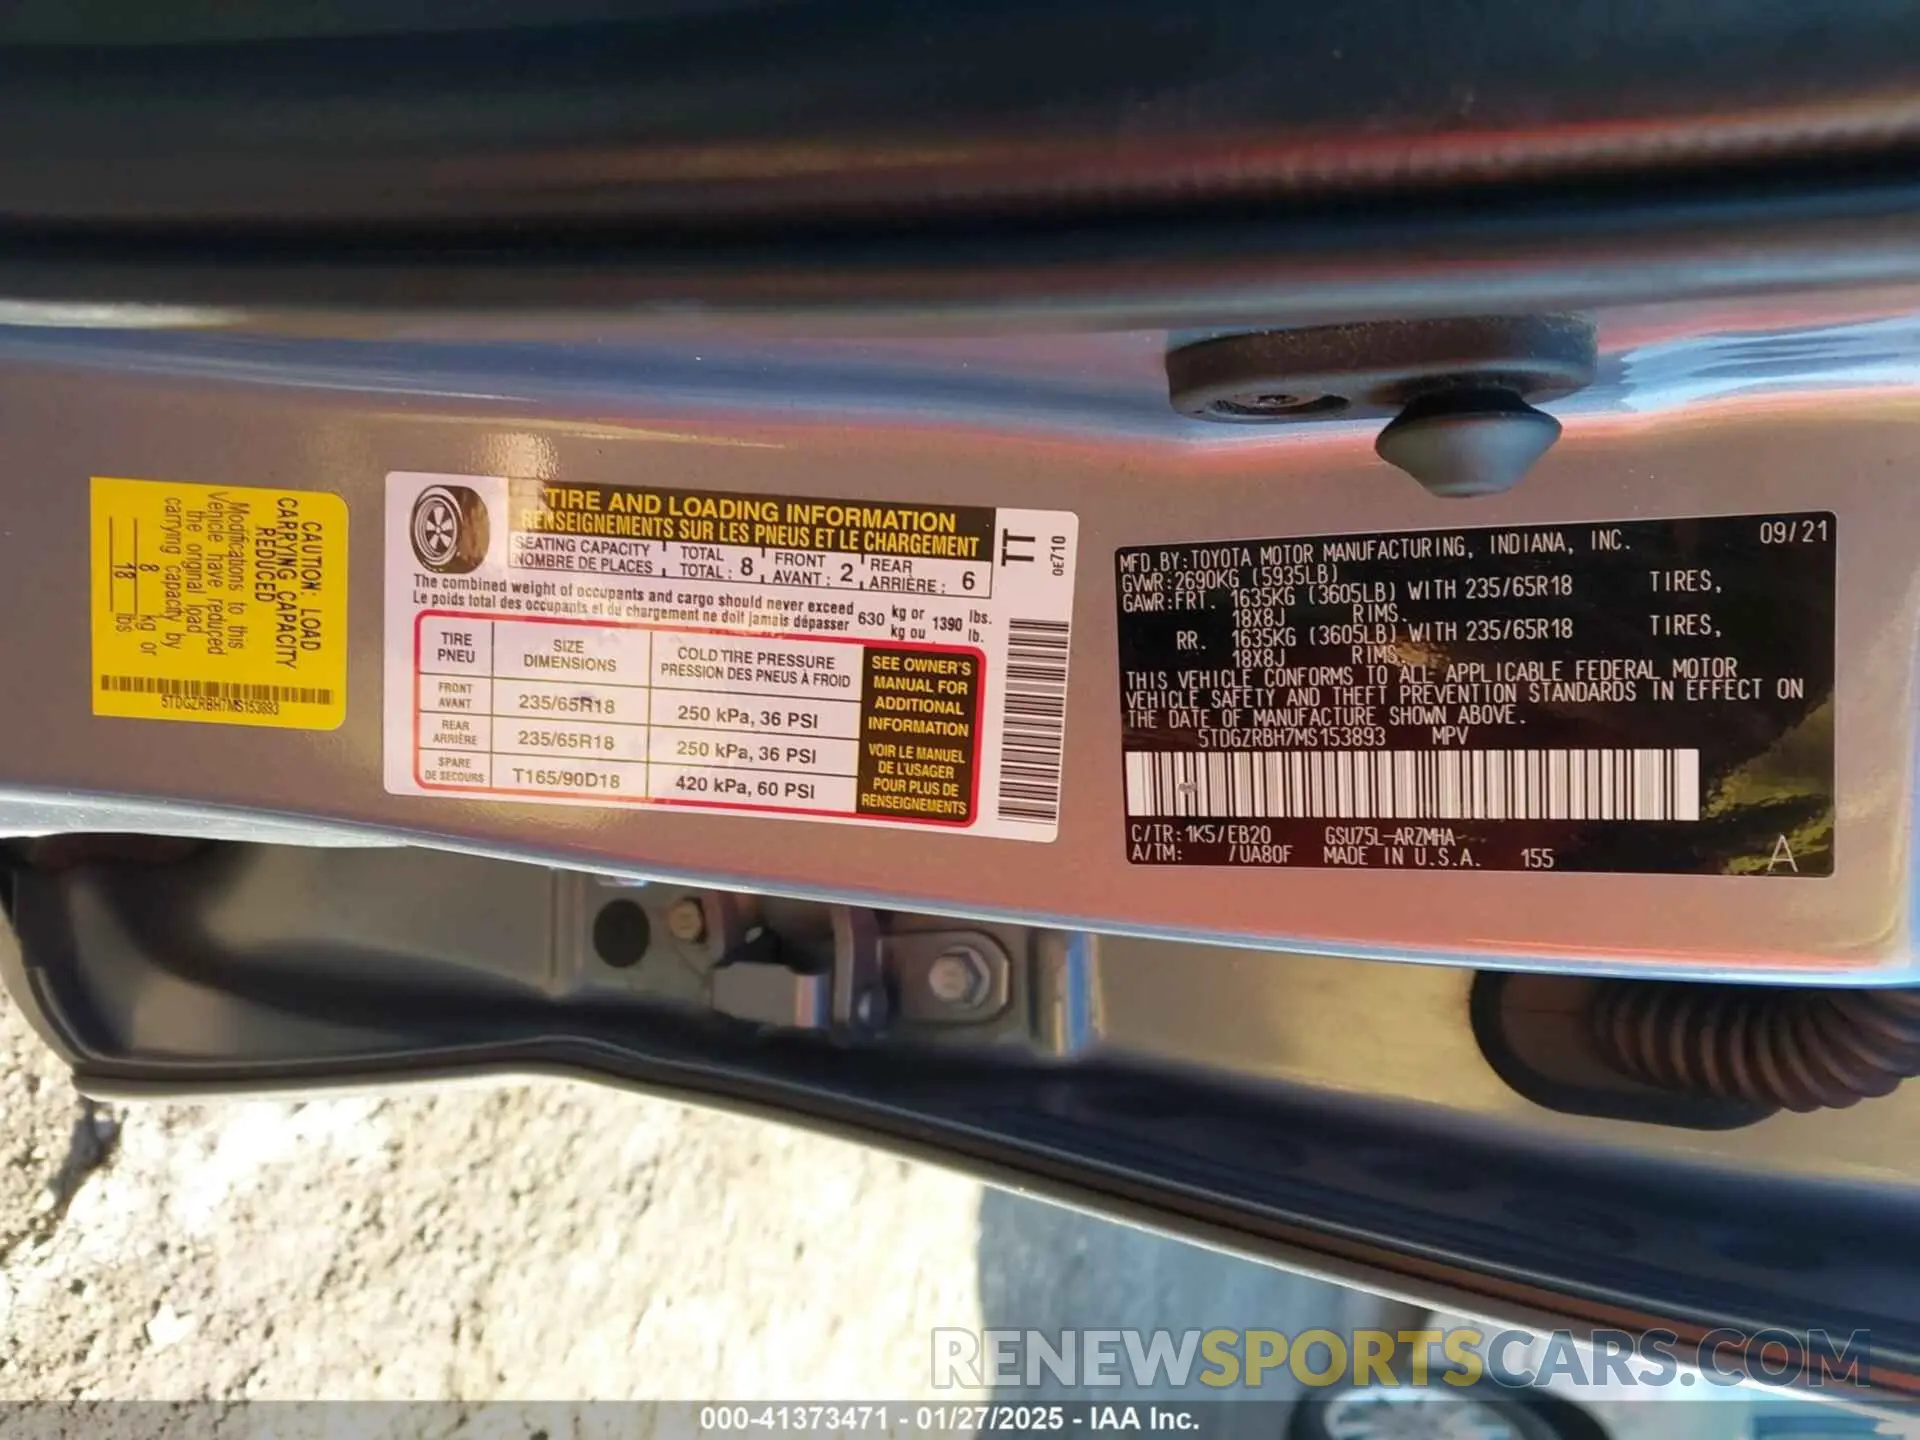 CAUTION: LOAD
CARRYING CAPACITY
REDUCED
Modifications to this
Vehicle have reduced
the original load
carrying capacity by
8 kg or
18 lbs
5TDGZRBH7MS153893
TIRE AND LOADING INFORMATION
RENSEIGNEMENTS SUR LES PNEUS ET LE CHARGEMENT
SEATING CAPACITY TOTAL FRONT REAR
NOMBRE DE PLACES TOTAL : 8 AVANT : 2 ARRIÈRE : 6
The combined weight of occupants and cargo should never exceed 630 kg or 1390 lbs.
Le poids total des occupants et du chargement ne doit jamais dépasser kg ou lb.
TIRE SIZE COLD TIRE PRESSURE
PNEU DIMENSIONS PRESSION DES PNEUS À FROID
FRONT
AVANT 235/65R18 250 kPa, 36 PSI
REAR
ARRIÈRE 235/65R18 250 kPa, 36 PSI
SPARE
DE SECOURS T165/90D18 420 kPa, 60 PSI
SEE OWNER'S
MANUAL FOR
ADDITIONAL
INFORMATION
VOIR LE MANUEL
DE L'USAGER
POUR PLUS DE
RENSEIGNEMENTS
TT
0E710
MFD.BY:TOYOTA MOTOR MANUFACTURING, INDIANA, INC. 09/21
GVWR:2690KG (5935LB)
GAWR:FRT. 1635KG (3605LB) WITH 235/65R18 TIRES,
18X8J RIMS.
RR. 1635KG (3605LB) WITH 235/65R18 TIRES,
18X8J RIMS.
THIS VEHICLE CONFORMS TO ALL APPLICABLE FEDERAL MOTOR
VEHICLE SAFETY AND THEFT PREVENTION STANDARDS IN EFFECT ON
THE DATE OF MANUFACTURE SHOWN ABOVE.
5TDGZRBH7MS153893 MPV
C/TR:1K5/EB20 GSU75L-ARZMHA
A/TM: /UA80F MADE IN U.S.A. 155 A
RENEWSPORTSCARS.COM
000-41373471 - 01/27/2025 - IAA Inc.